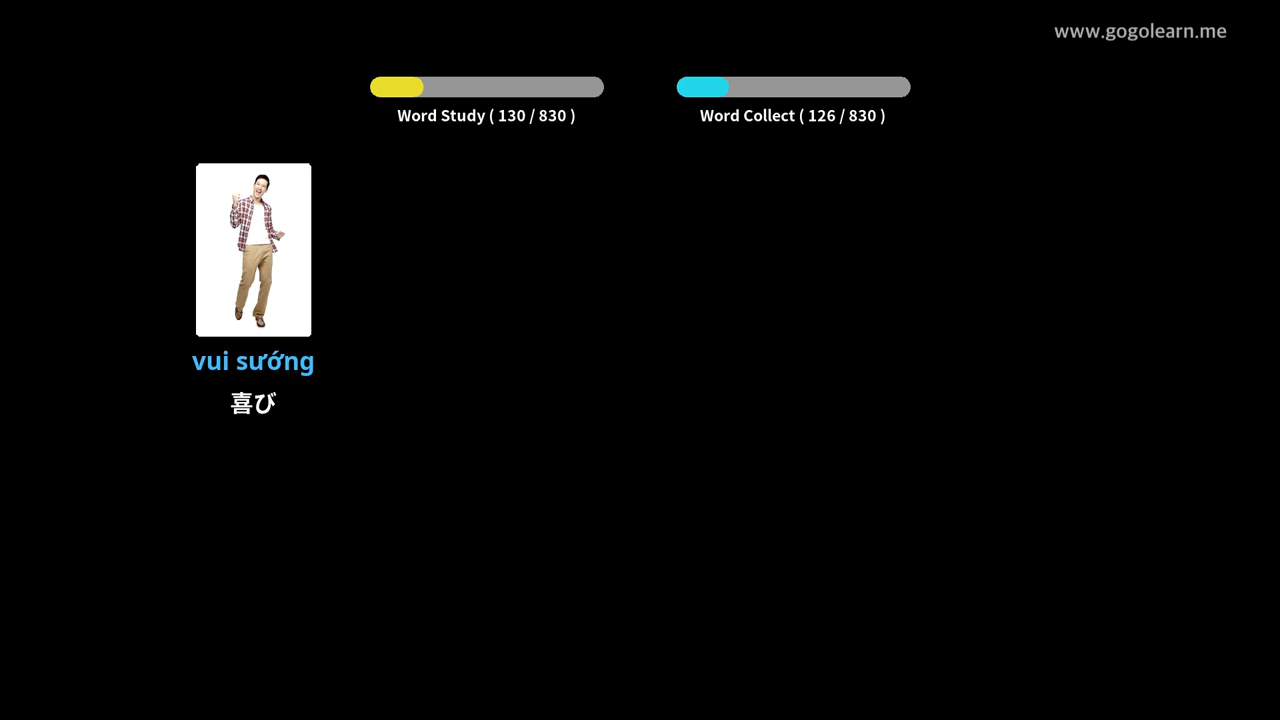 www.gogolearn.me
Word Study ( 130 / 830 )
Word Collect ( 126 / 830 )
vui sướng
喜び